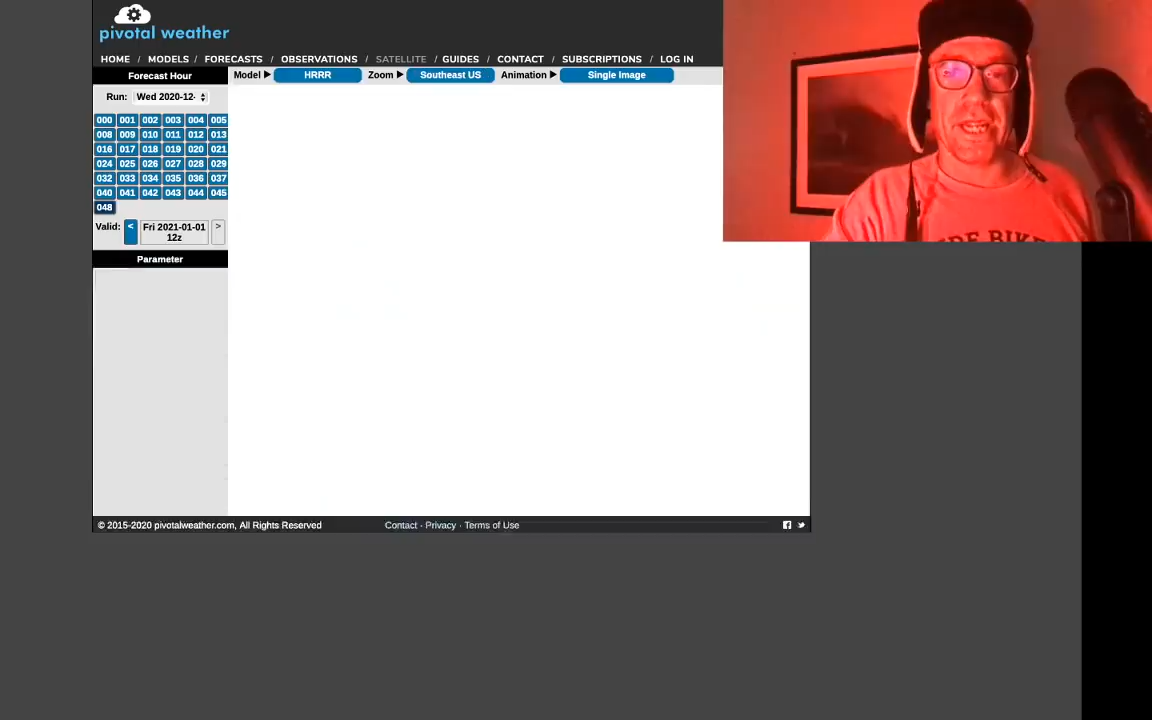 pivotal weather
HOME / MODELS / FORECASTS / OBSERVATIONS / SATELLITE / GUIDES / CONTACT / SUBSCRIPTIONS / LOG IN
Forecast Hour
Model HRRR Zoom Southeast US Animation Single Image
Run: Wed 2020-12-
000 001 002 003 004 005
008 009 010 011 012 013
016 017 018 019 020 021
024 025 026 027 028 029
032 033 034 035 036 037
040 041 042 043 044 045
048
Valid: < Fri 2021-01-01 >
12z
Parameter
© 2015-2020 pivotalweather.com, All Rights Reserved
Contact · Privacy · Terms of Use